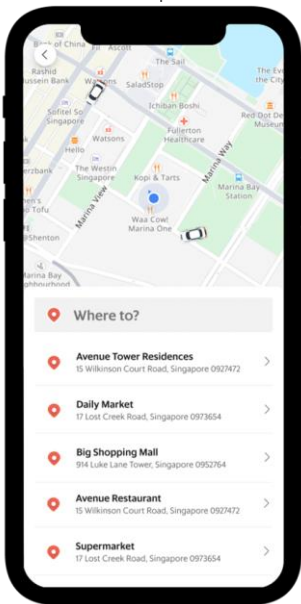 of China
Fit Ascott
The Sail
Rashid
Hussein Bank
Watsons
SaladStop
The Ev
the City
Sofitel So
Singapore
Ichiban Boshi
Red Dot De
Museum
Watsons
Fullerton
Healthcare
Hello
The Westin
Singapore
Kopi & Tarts
Marina Way
Marina Bay
Station
Marina View
Tofu
Waa Cow!
Marina One
@Shenton
Marina Bay
Where to?
Avenue Tower Residences
15 Wilkinson Court Road, Singapore 0927472
Daily Market
17 Lost Creek Road, Singapore 0973654
Big Shopping Mall
914 Luke Lane Tower, Singapore 0952764
Avenue Restaurant
15 Wilkinson Court Road, Singapore 0927472
Supermarket
17 Lost Creek Road, Singapore 0973654